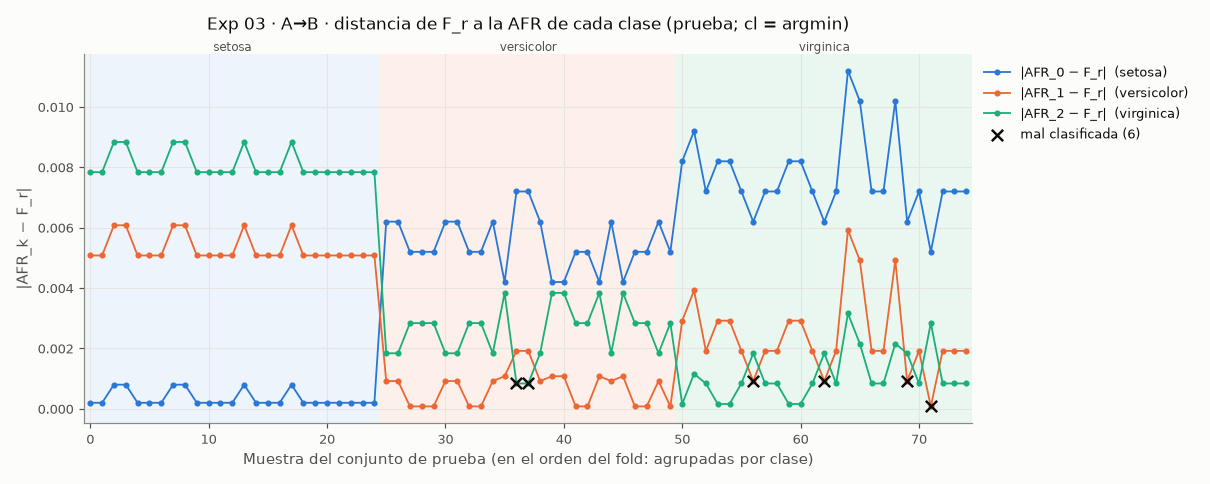 Exp 03 · A→B · distancia de F_r a la AFR de cada clase (prueba; cl = argmin)
setosa
versicolor
virginica
|AFR_0 − F_r| (setosa)
|AFR_1 − F_r| (versicolor)
|AFR_2 − F_r| (virginica)
mal clasificada (6)
|AFR_k − F_r|
0.010
0.008
0.006
0.004
0.002
0.000
0 10 20 30 40 50 60 70
Muestra del conjunto de prueba (en el orden del fold: agrupadas por clase)